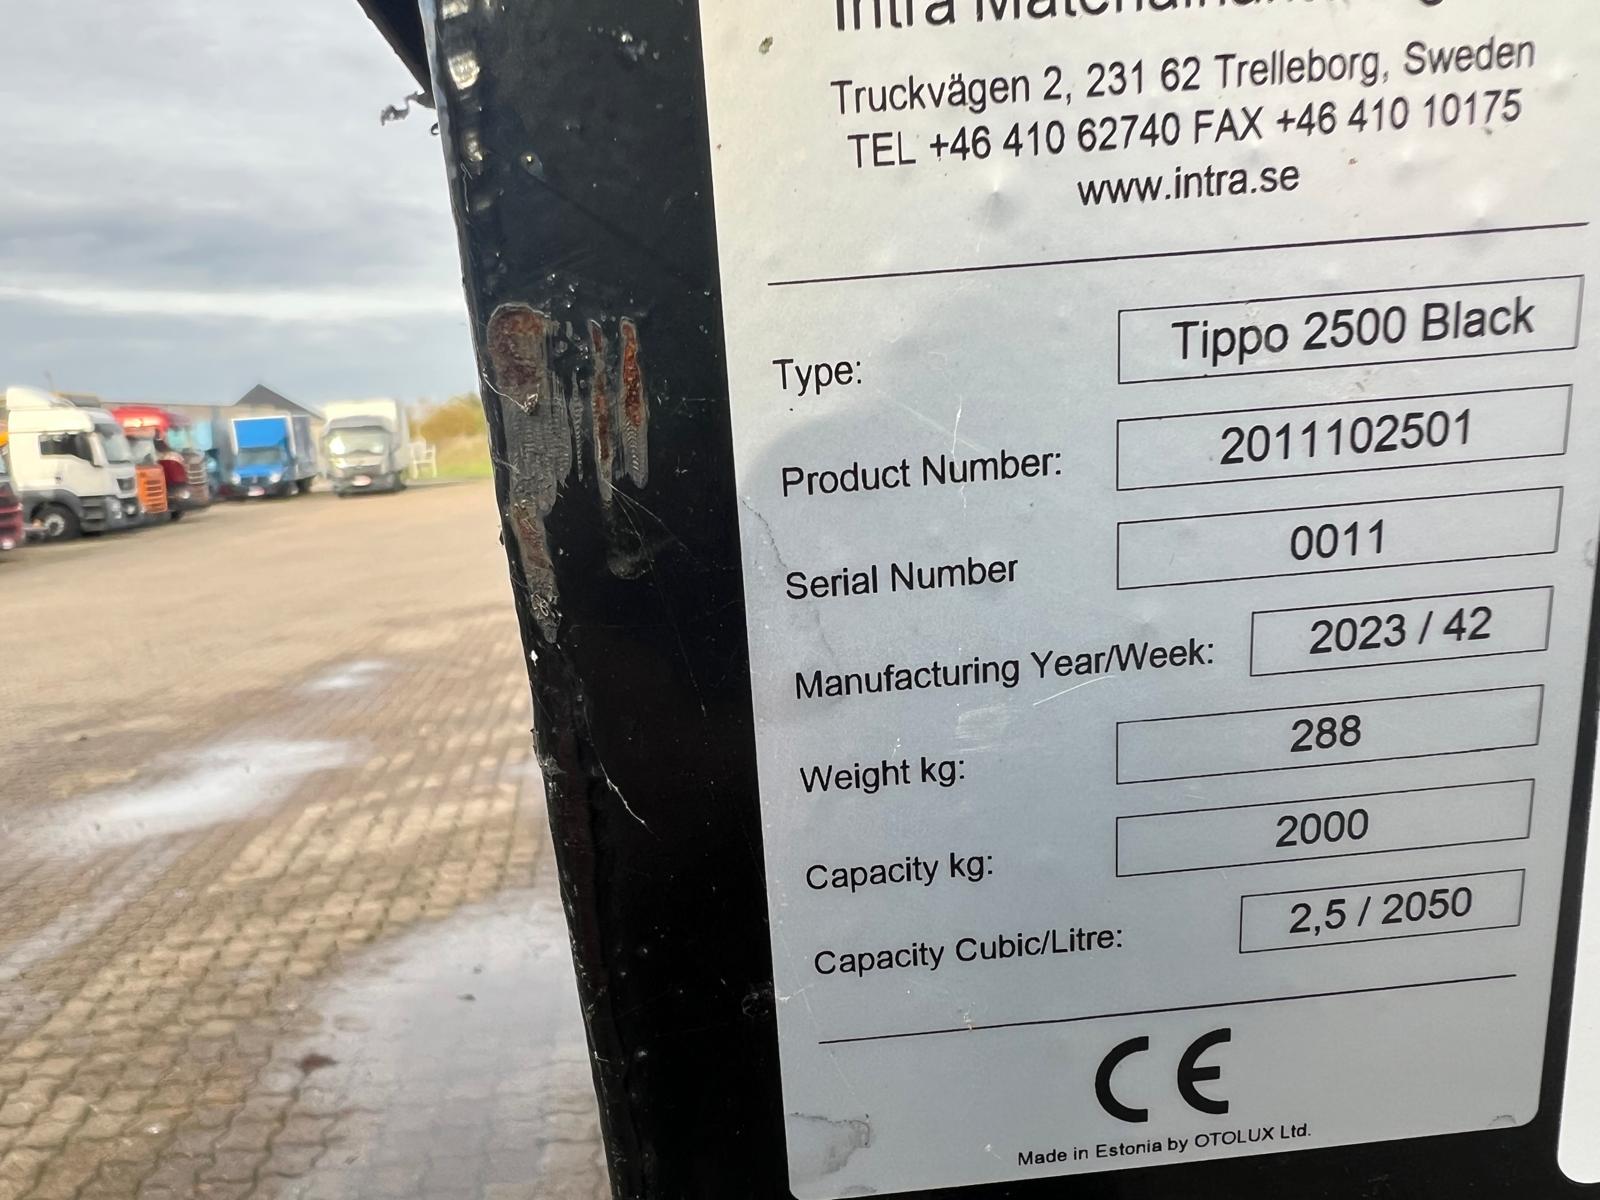 Intra Materialhandling
Truckvägen 2, 231 62 Trelleborg, Sweden
TEL +46 410 62740 FAX +46 410 10175
www.intra.se
Type: Tippo 2500 Black
Product Number: 2011102501
Serial Number 0011
Manufacturing Year/Week: 2023 / 42
Weight kg: 288
Capacity kg: 2000
Capacity Cubic/Litre: 2,5 / 2050
CE
Made in Estonia by OTOLUX Ltd.